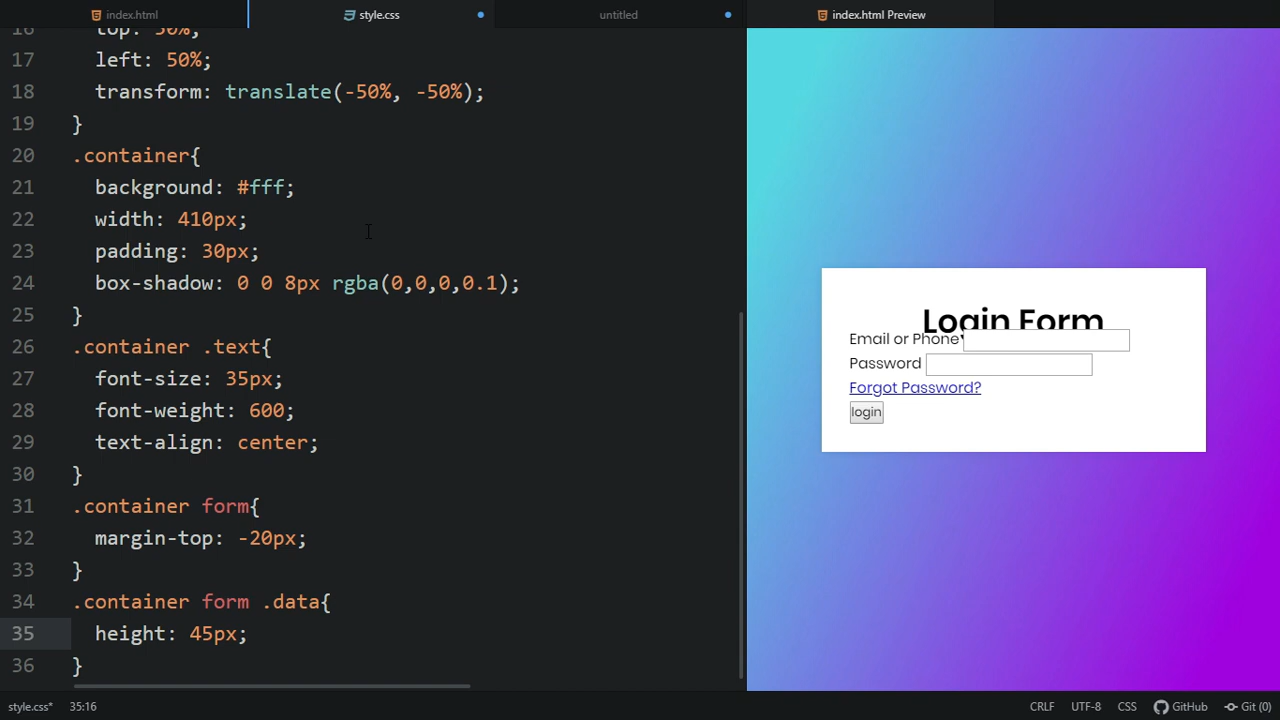 index.html
style.css
untitled
index.html Preview
16 top: 50%;
17 left: 50%;
18 transform: translate(-50%, -50%);
19 }
20 .container{
21 background: #fff;
22 width: 410px;
23 padding: 30px;
24 box-shadow: 0 0 8px rgba(0,0,0,0.1);
25 }
26 .container .text{
27 font-size: 35px;
28 font-weight: 600;
29 text-align: center;
30 }
31 .container form{
32 margin-top: -20px;
33 }
34 .container form .data{
35 height: 45px;
36 }
Login Form
Email or Phone
Password
Forgot Password?
login
style.css* 35:16 CRLF UTF-8 CSS GitHub Git (0)